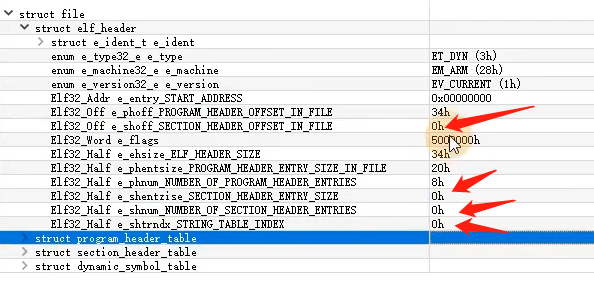 struct file
struct elf_header
struct e_ident_t e_ident
enum e_type32_e e_type ET_DYN (3h)
enum e_machine32_e e_machine EM_ARM (28h)
enum e_version32_e e_version EV_CURRENT (1h)
Elf32_Addr e_entry_START_ADDRESS 0x00000000
Elf32_Off e_phoff_PROGRAM_HEADER_OFFSET_IN_FILE 34h
Elf32_Off e_shoff_SECTION_HEADER_OFFSET_IN_FILE 0h
Elf32_Word e_flags 5000000h
Elf32_Half e_ehsize_ELF_HEADER_SIZE 34h
Elf32_Half e_phentsize_PROGRAM_HEADER_ENTRY_SIZE_IN_FILE 20h
Elf32_Half e_phnum_NUMBER_OF_PROGRAM_HEADER_ENTRIES 8h
Elf32_Half e_shentsize_SECTION_HEADER_ENTRY_SIZE 0h
Elf32_Half e_shnum_NUMBER_OF_SECTION_HEADER_ENTRIES 0h
Elf32_Half e_shtrndx_STRING_TABLE_INDEX 0h
struct program_header_table
struct section_header_table
struct dynamic_symbol_table